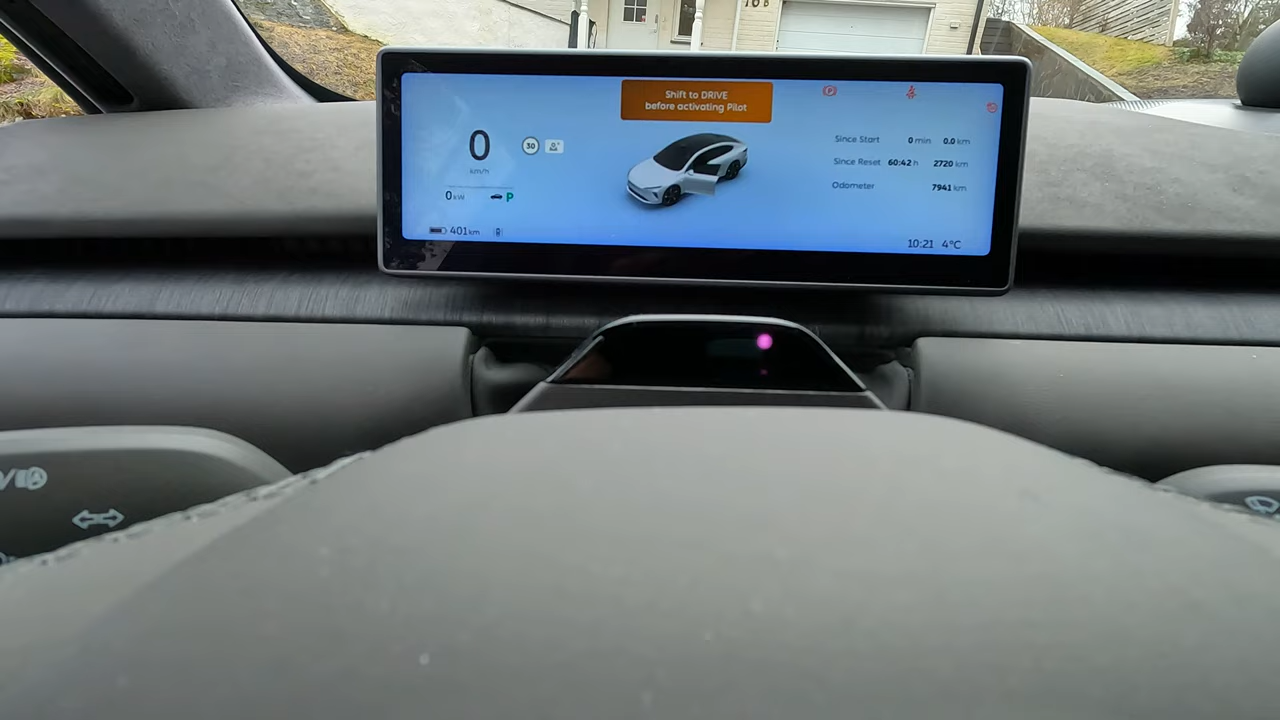 10 B
Shift to DRIVE
before activating Pilot
0
km/h
30
0 kW
P
401 km
Since Start 0 min 0.0 km
Since Reset 60:42 h 2720 km
Odometer 7941 km
10:21 4°C